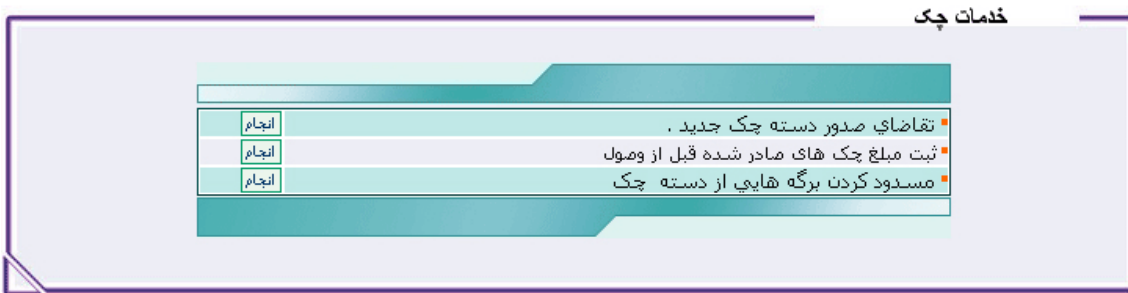 خدمات چک
تقاضاي صدور دسته چک جديد .
انجام
ثبت مبلغ چک های صادر شده قبل از وصول
انجام
مسدود کردن برگه هايي از دسته چک
انجام